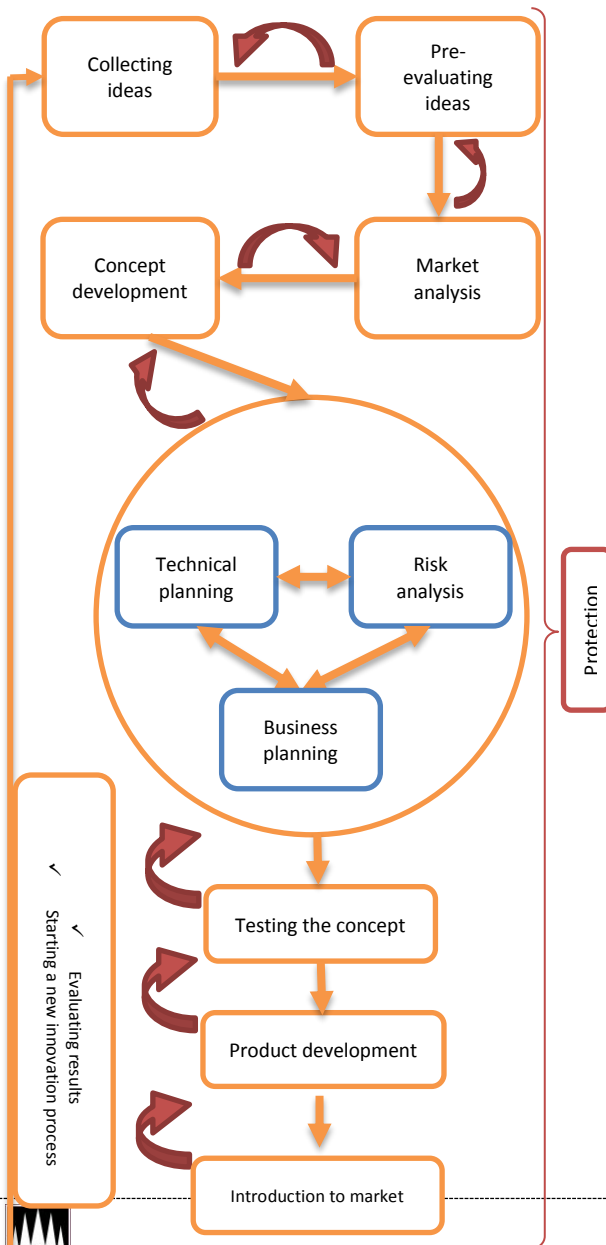 Collecting
ideas
Pre-
evaluating
ideas
Concept
development
Market
analysis
Technical
planning
Risk
analysis
Business
planning
Protection
✓ Evaluating results
✓ Starting a new innovation process
Testing the concept
Product development
Introduction to market